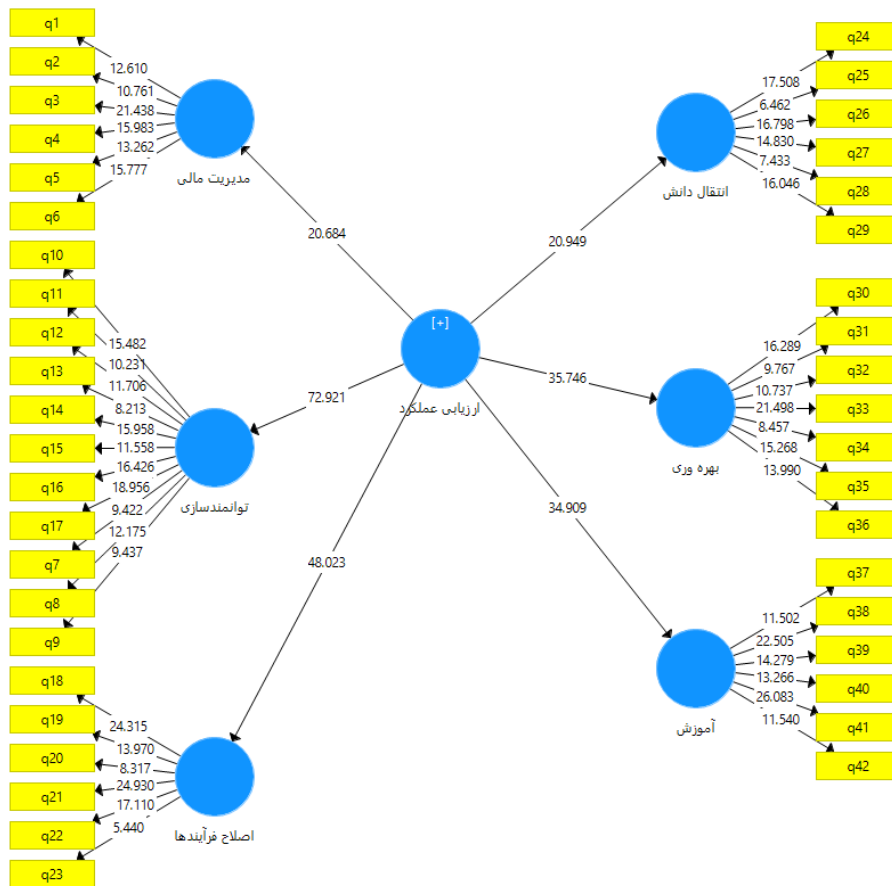 q1
q2
q3
q4
q5
q6
12.610
10.761
21.438
15.983
13.262
15.777
مدیریت مالی
q10
q11
q12
q13
q14
q15
q16
q17
q7
q8
q9
15.482
10.231
11.706
8.213
15.958
11.558
16.426
18.956
9.422
12.175
9.437
توانمندسازی
q18
q19
q20
q21
q22
q23
24.315
13.970
8.317
24.930
17.110
5.440
اصلاح فرآیندها
20.684
72.921
48.023
[+]
ارزیابی عملکرد
20.949
35.746
34.909
q24
q25
q26
q27
q28
q29
17.508
6.462
16.798
14.830
7.433
16.046
انتقال دانش
q30
q31
q32
q33
q34
q35
q36
16.289
9.767
10.737
21.498
8.457
15.268
13.990
بهره وری
q37
q38
q39
q40
q41
q42
11.502
22.505
14.279
13.266
26.083
11.540
آموزش